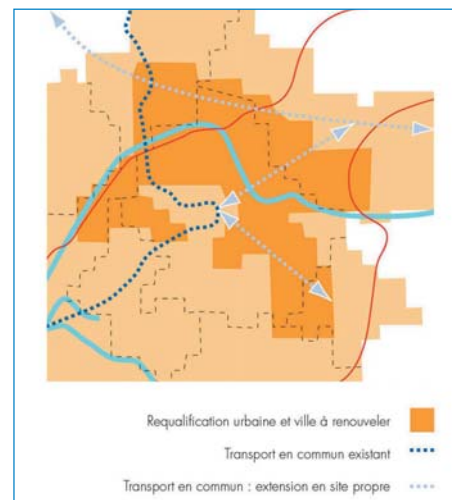 Requalification urbaine et ville à renouveler
Transport en commun existant
Transport en commun : extension en site propre